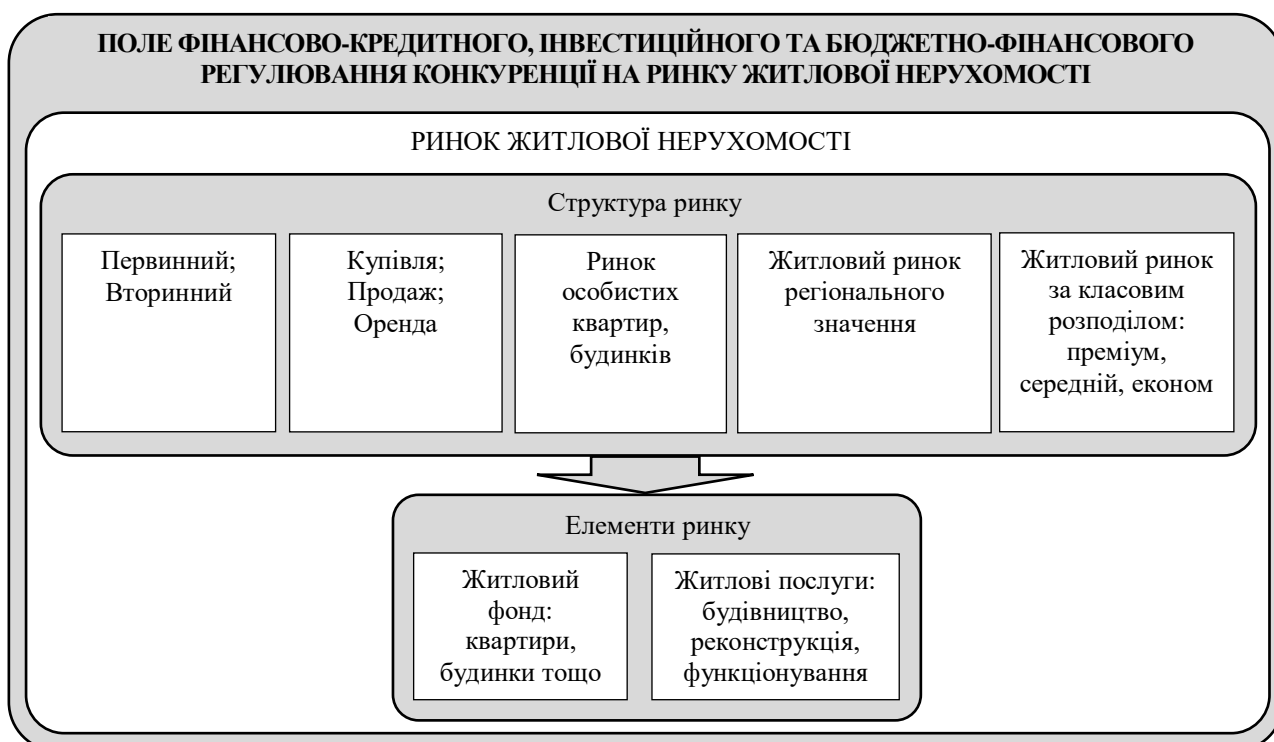 ПОЛЕ ФІНАНСОВО-КРЕДИТНОГО, ІНВЕСТИЦІЙНОГО ТА БЮДЖЕТНО-ФІНАНСОВОГО
РЕГУЛЮВАННЯ КОНКУРЕНЦІЇ НА РИНКУ ЖИТЛОВОЇ НЕРУХОМОСТІ
РИНОК ЖИТЛОВОЇ НЕРУХОМОСТІ
Структура ринку
Первинний;
Вторинний
Купівля;
Продаж;
Оренда
Ринок
особистих
квартир,
будинків
Житловий ринок
регіонального
значення
Житловий ринок
за класовим
розподілом:
преміум,
середній, економ
Елементи ринку
Житловий
фонд:
квартири,
будинки тощо
Житлові послуги:
будівництво,
реконструкція,
функціонування